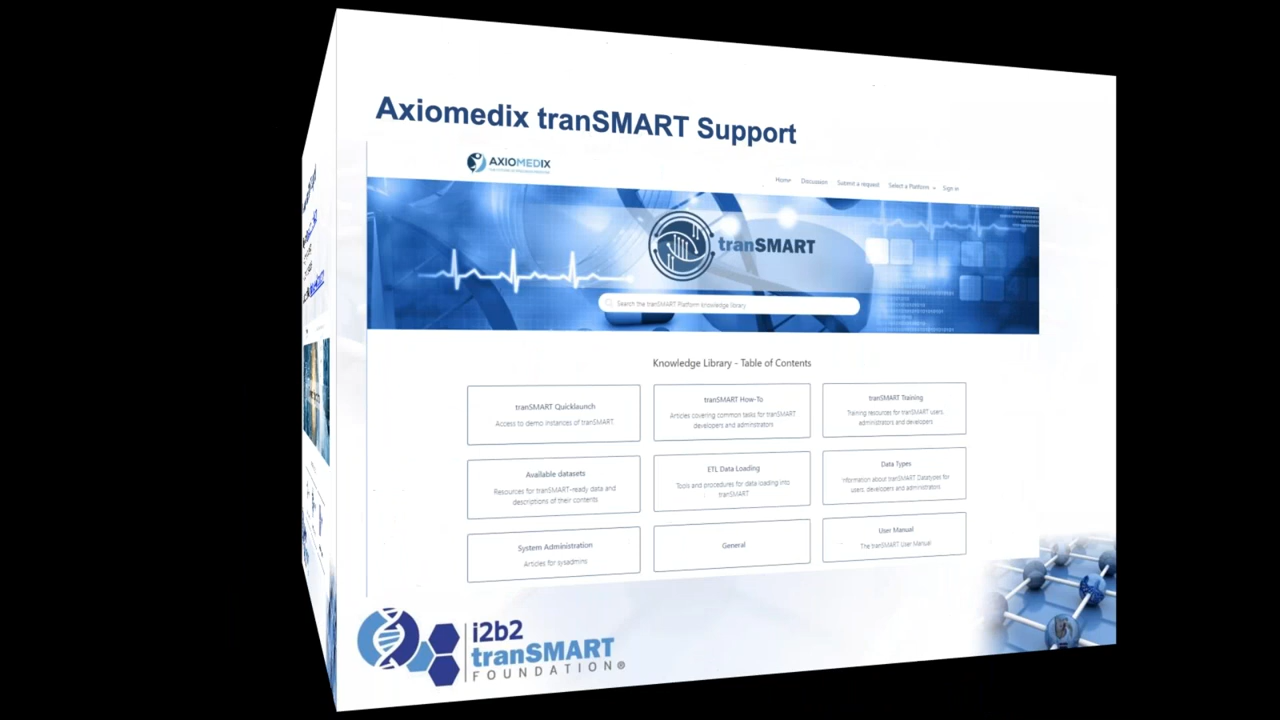 Axiomedix tranSMART Support
AXIOMEDIX
Home Discussion Submit a request Select a Platform Sign in
tranSMART
Search the tranSMART Platform knowledge library
Knowledge Library - Table of Contents
tranSMART Quicklaunch
Access to demo instances of tranSMART
tranSMART How-To
Articles covering common tasks for tranSMART
developers and administrators
tranSMART Training
Training resources for tranSMART users,
administrators and developers
Available datasets
Resources for tranSMART-ready data and
descriptions of their contents
ETL Data Loading
Tools and procedures for data loading into
tranSMART
Data Types
Information about tranSMART Datatypes for
users, developers and administrators
System Administration
Articles for sysadmins
General
User Manual
The tranSMART User Manual
i2b2
tranSMART
FOUNDATION®